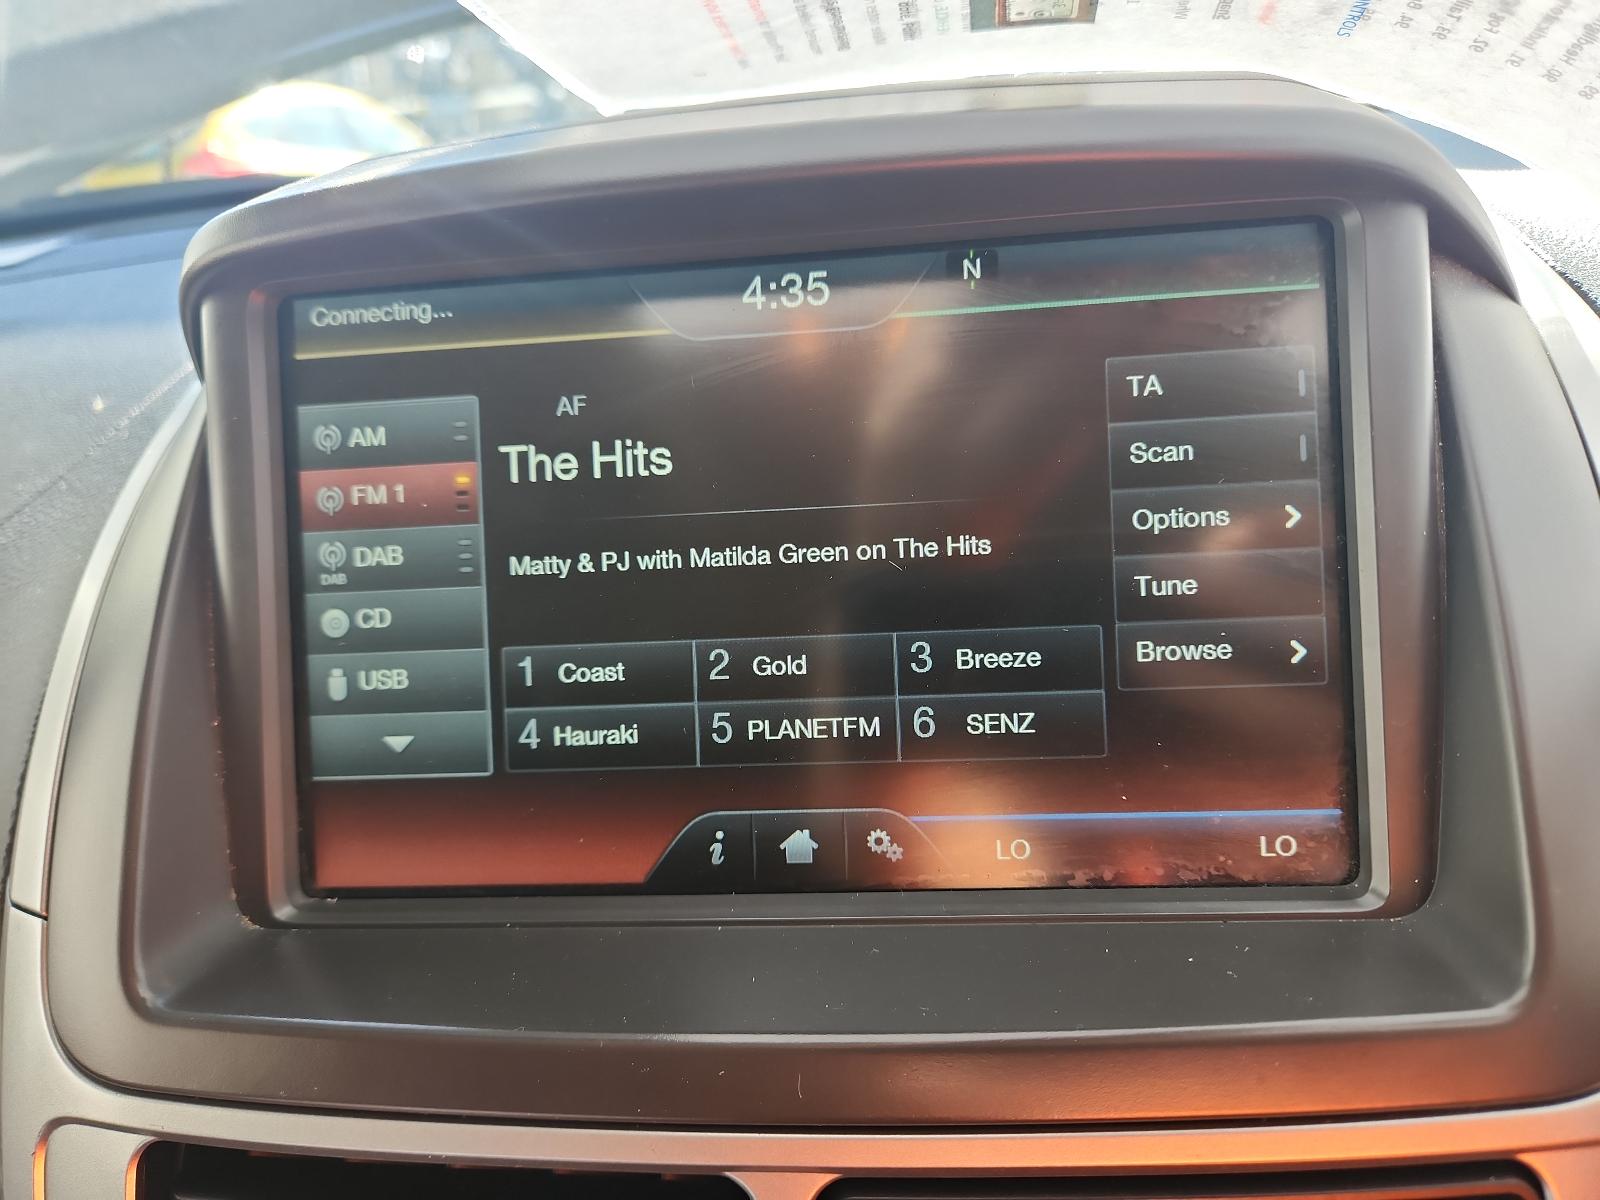 Connecting...
4:35
N
AM
FM 1
DAB
DAB
CD
USB
AF
The Hits
Matty & PJ with Matilda Green on The Hits
1 Coast
2 Gold
3 Breeze
4 Hauraki
5 PLANETFM
6 SENZ
TA
Scan
Options
Tune
Browse
i
LO
LO